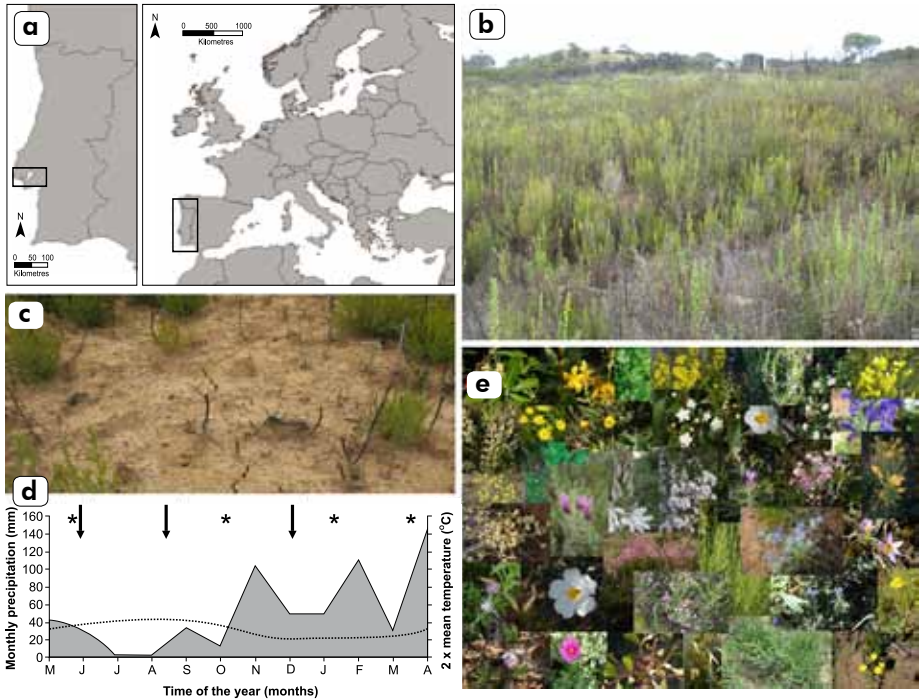 a
N
0 50 100
Kilometres
N
0 500 1000
Kilometres
b
c
d
Monthly precipitation (mm)
160
140
120
100
80
60
40
20
0
* * * *
M J J A S O N D J F M A
Time of the year (months)
2 x mean temperature (°C)
e